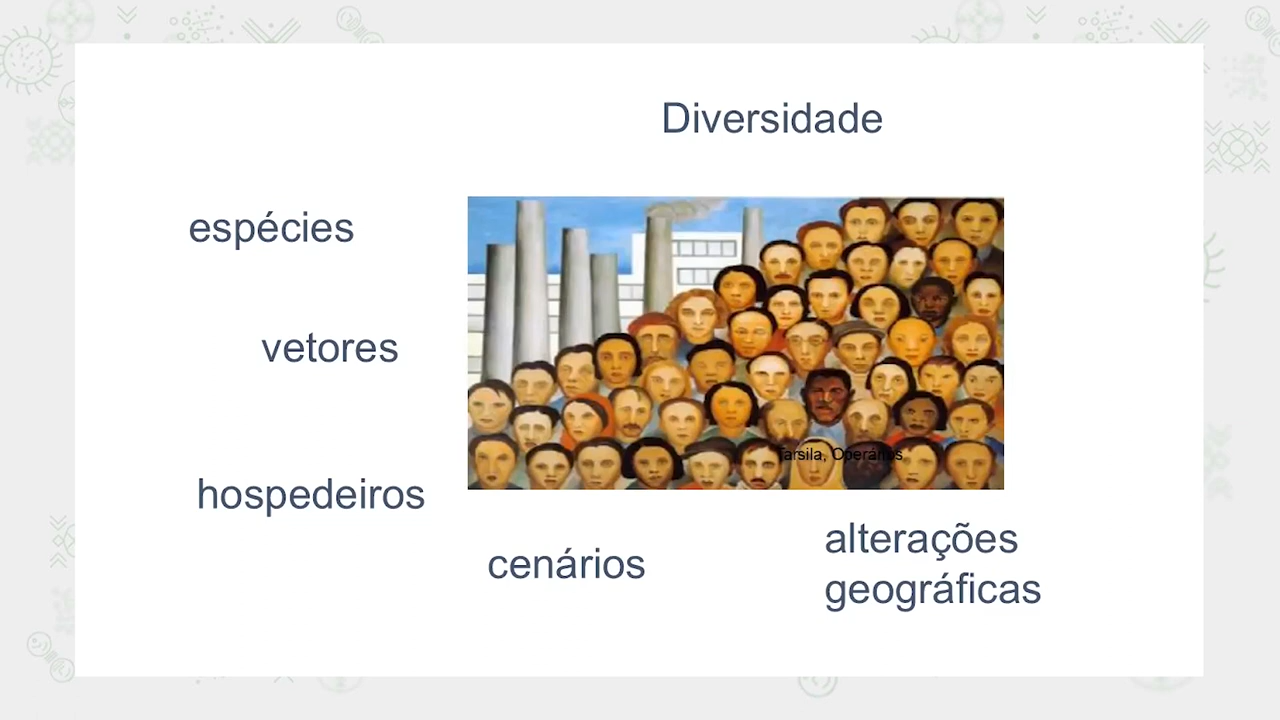 Diversidade
espécies
vetores
Tarsila, Operários
hospedeiros
cenários
alterações
geográficas